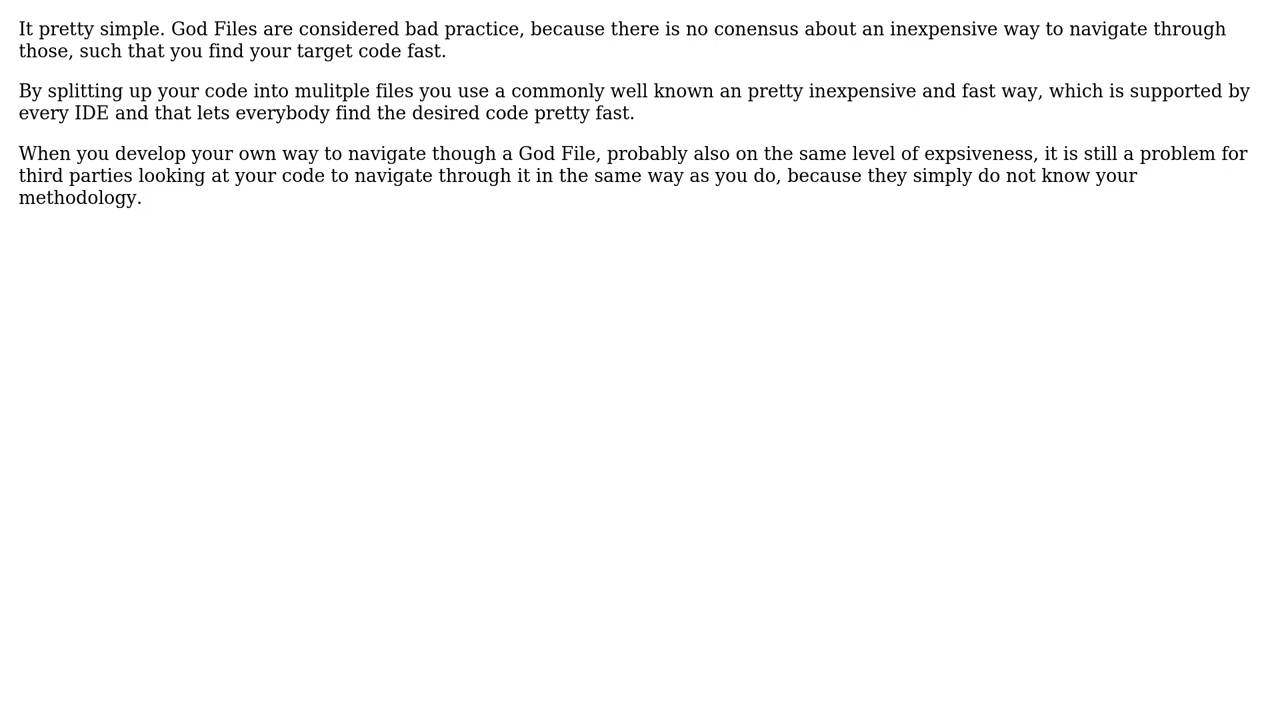 It pretty simple. God Files are considered bad practice, because there is no conensus about an inexpensive way to navigate through
those, such that you find your target code fast.
By splitting up your code into mulitple files you use a commonly well known an pretty inexpensive and fast way, which is supported by
every IDE and that lets everybody find the desired code pretty fast.
When you develop your own way to navigate though a God File, probably also on the same level of expsiveness, it is still a problem for
third parties looking at your code to navigate through it in the same way as you do, because they simply do not know your
methodology.